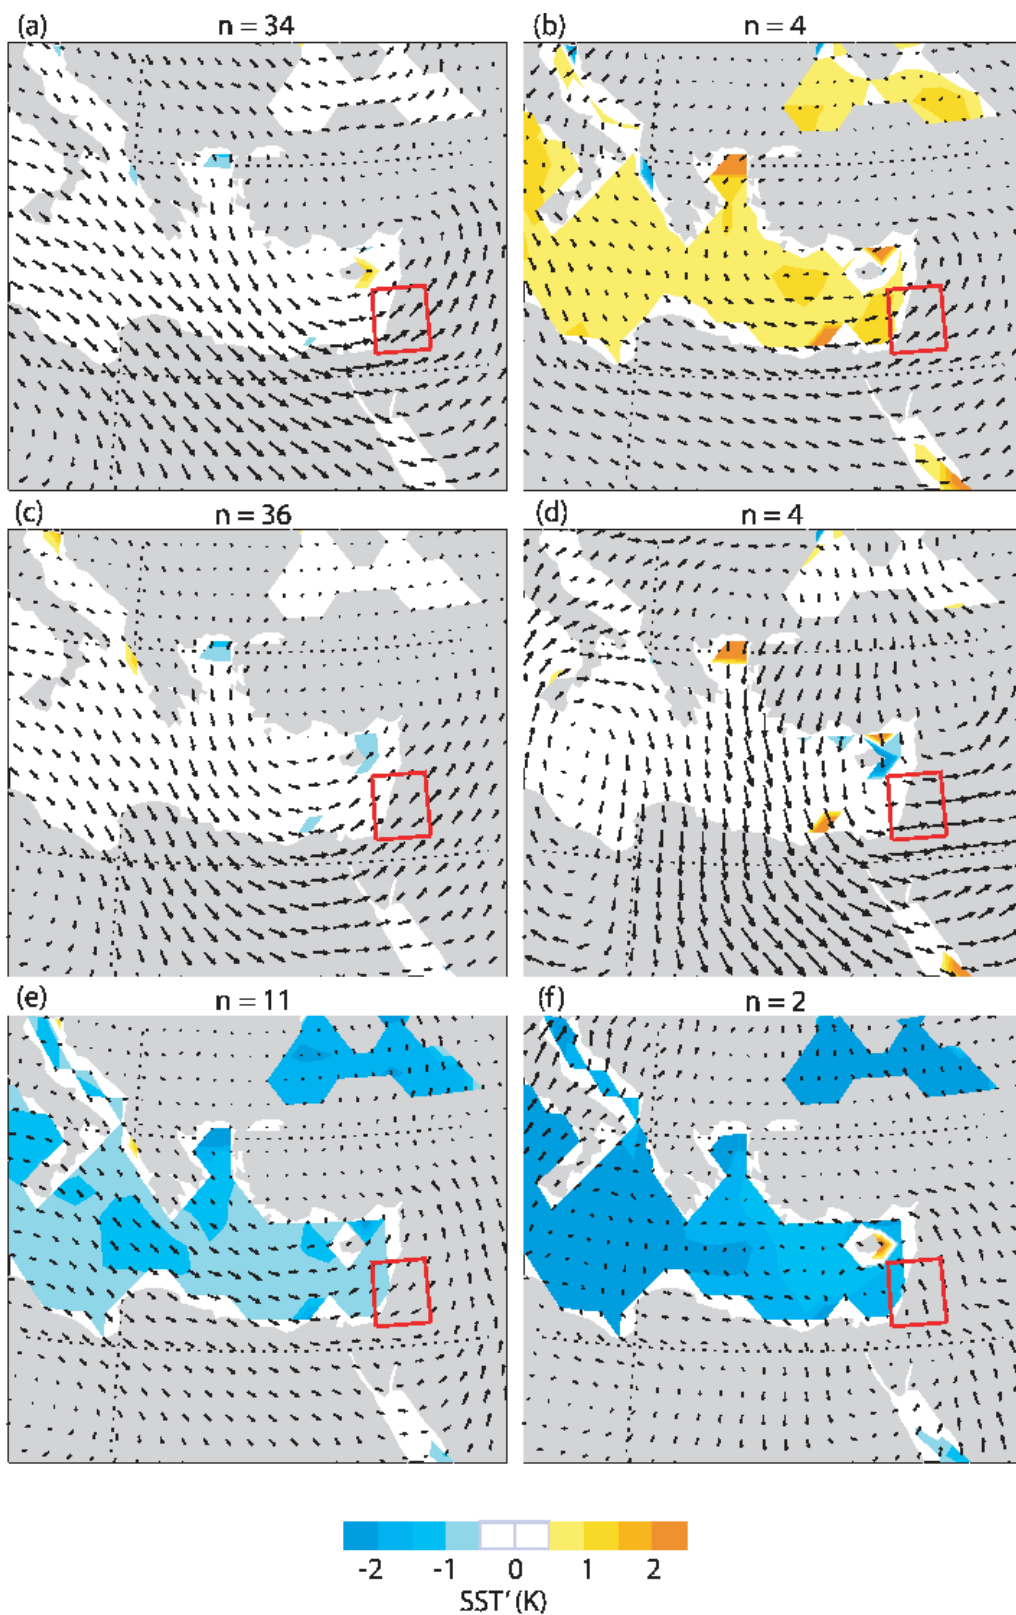 (a) n = 34 (b) n = 4
(c) n = 36 (d) n = 4
(e) n = 11 (f) n = 2
-2 -1 0 1 2
SST′ (K)